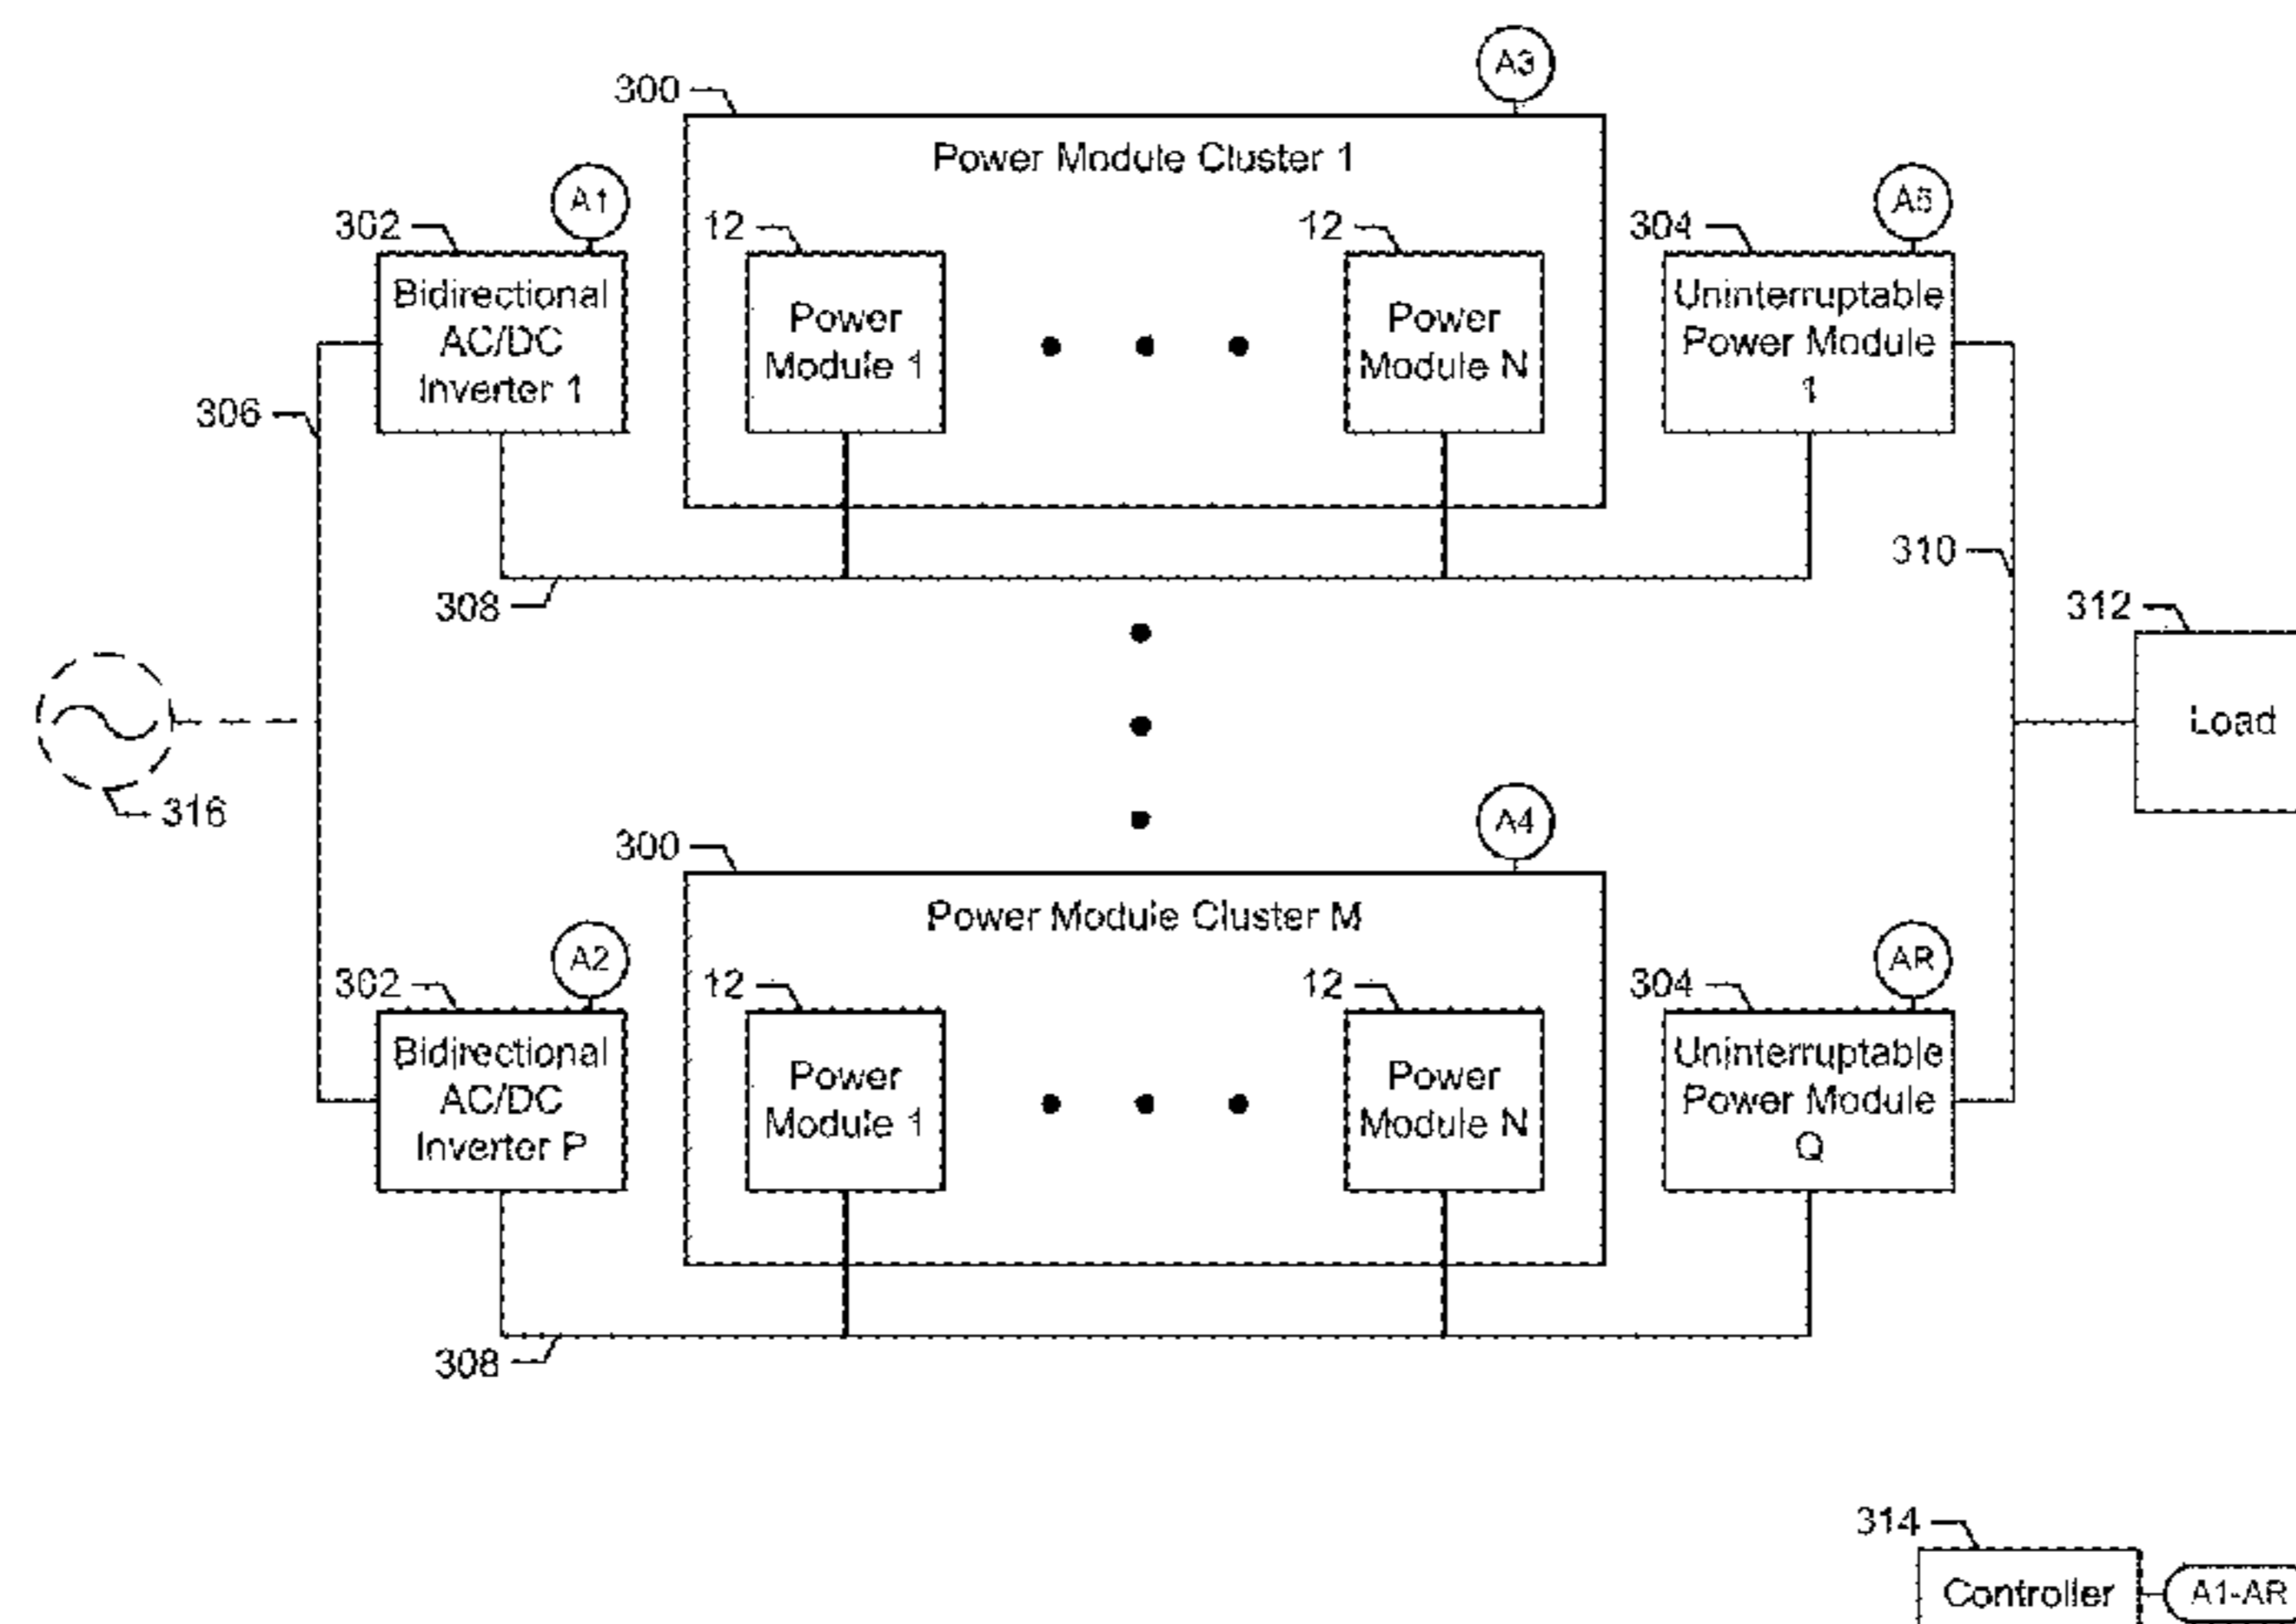 A3
300
Power Module Cluster 1
A1
A5
302
12
12
304
Bidirectional
AC/DC
Inverter 1
Power
Module 1
Power
Module N
Uninterruptable
Power Module
1
306
310
308
312
Load
316
300
A4
Power Module Cluster M
A2
AR
302
12
12
304
Bidirectional
AC/DC
Inverter P
Power
Module 1
Power
Module N
Uninterruptable
Power Module
Q
308
314
Controller
A1-AR